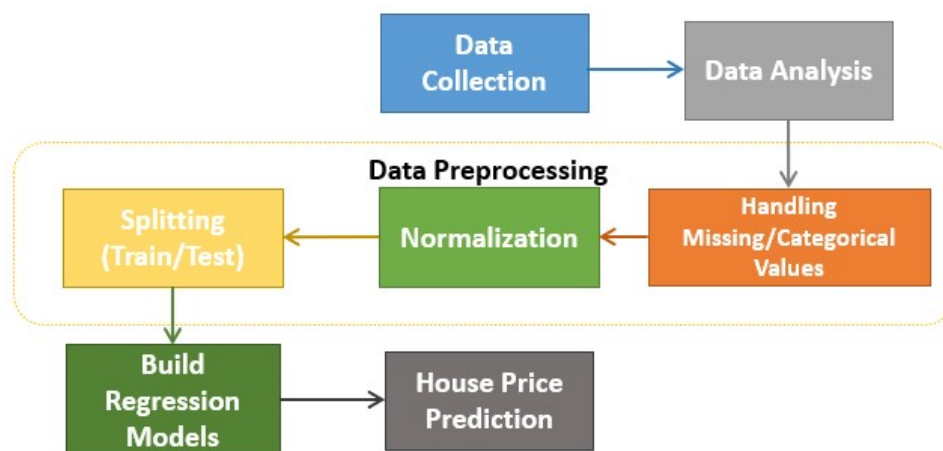 Data
Collection
Data Analysis
Data Preprocessing
Handling
Missing/Categorical
Values
Normalization
Splitting
(Train/Test)
Build
Regression
Models
House Price
Prediction